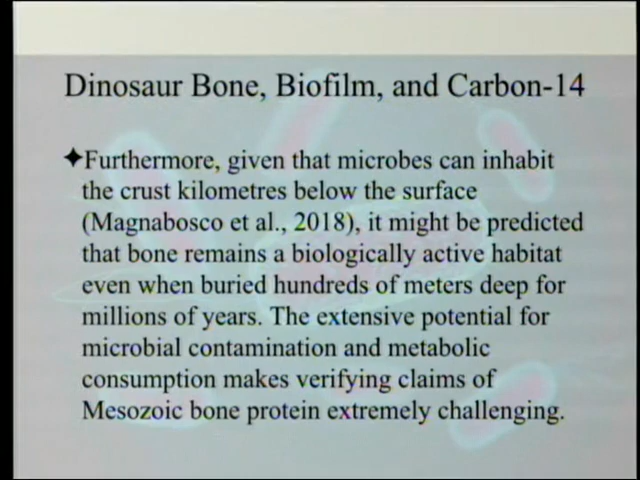 Dinosaur Bone, Biofilm, and Carbon-14
✦Furthermore, given that microbes can inhabit
the crust kilometres below the surface
(Magnabosco et al., 2018), it might be predicted
that bone remains a biologically active habitat
even when buried hundreds of meters deep for
millions of years. The extensive potential for
microbial contamination and metabolic
consumption makes verifying claims of
Mesozoic bone protein extremely challenging.